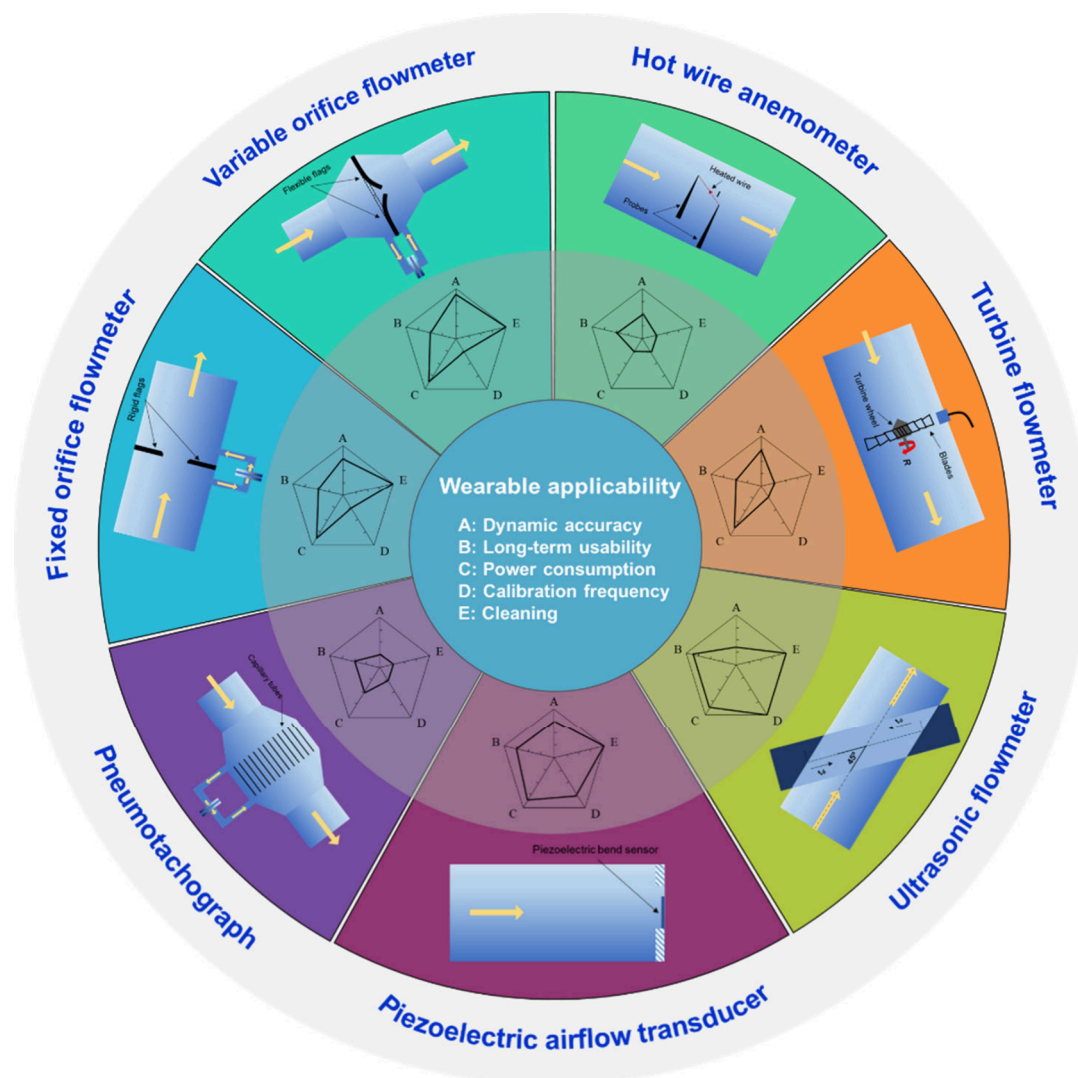 Variable orifice flowmeter
Hot wire anemometer
Flexible flags
Heated wire
I
Probes
A
B
E
C
D
A
B
E
C
D
Fixed orifice flowmeter
Rigid flags
A
B
E
C
D
Turbine flowmeter
Turbine wheel
R
Blades
A
B
E
C
D
Wearable applicability
A: Dynamic accuracy
B: Long-term usability
C: Power consumption
D: Calibration frequency
E: Cleaning
Pneumotachograph
Capillary tubes
A
B
E
C
D
Ultrasonic flowmeter
45°
A
B
E
C
D
A
B
E
C
D
Piezoelectric bend sensor
Piezoelectric airflow transducer